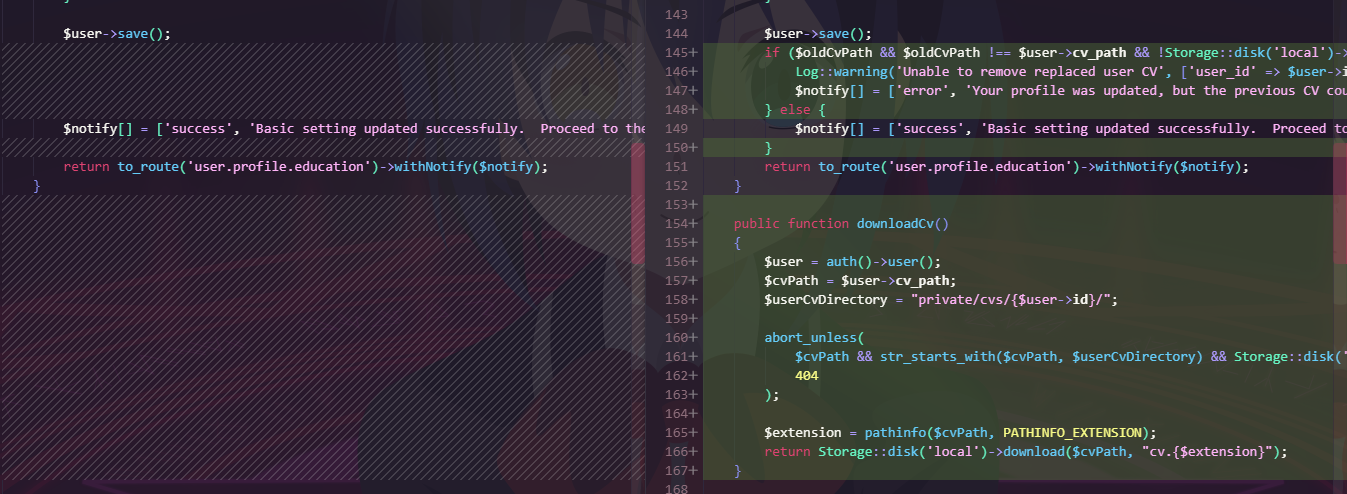 }
$user->save();
$notify[] = ['success', 'Basic setting updated successfully.  Proceed to the
return to_route('user.profile.education')->withNotify($notify);
}
143
144 $user->save();
145+ if ($oldCvPath && $oldCvPath !== $user->cv_path && !Storage::disk('local')->
146+ Log::warning('Unable to remove replaced user CV', ['user_id' => $user->i
147+ $notify[] = ['error', 'Your profile was updated, but the previous CV cou
148+ } else {
149 $notify[] = ['success', 'Basic setting updated successfully.  Proceed to
150+ }
151 return to_route('user.profile.education')->withNotify($notify);
152 }
153+
154+ public function downloadCv()
155+ {
156+ $user = auth()->user();
157+ $cvPath = $user->cv_path;
158+ $userCvDirectory = "private/cvs/{$user->id}/";
159+
160+ abort_unless(
161+ $cvPath && str_starts_with($cvPath, $userCvDirectory) && Storage::disk('
162+ 404
163+ );
164+
165+ $extension = pathinfo($cvPath, PATHINFO_EXTENSION);
166+ return Storage::disk('local')->download($cvPath, "cv.{$extension}");
167+ }
168